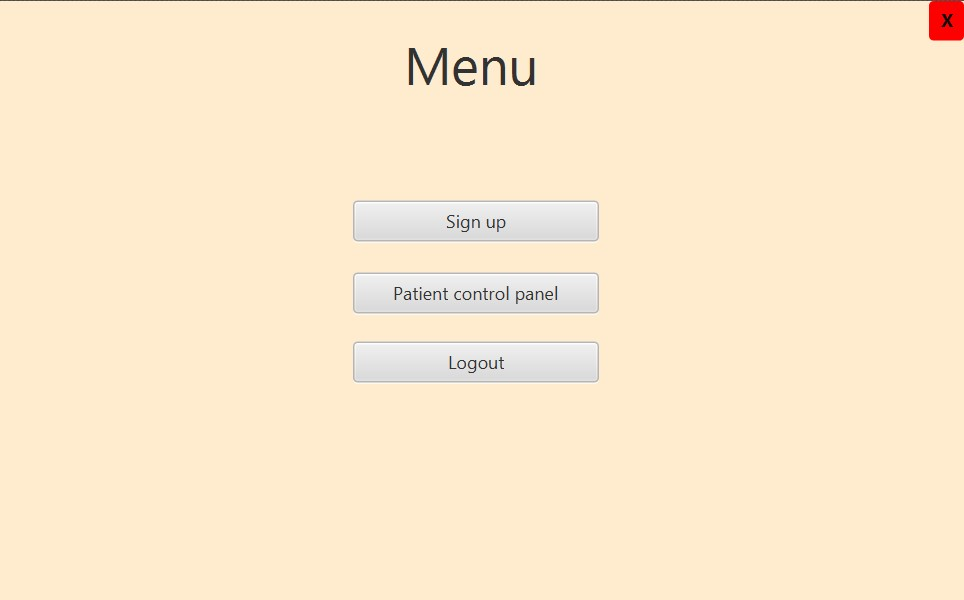 X
Menu
Sign up
Patient control panel
Logout